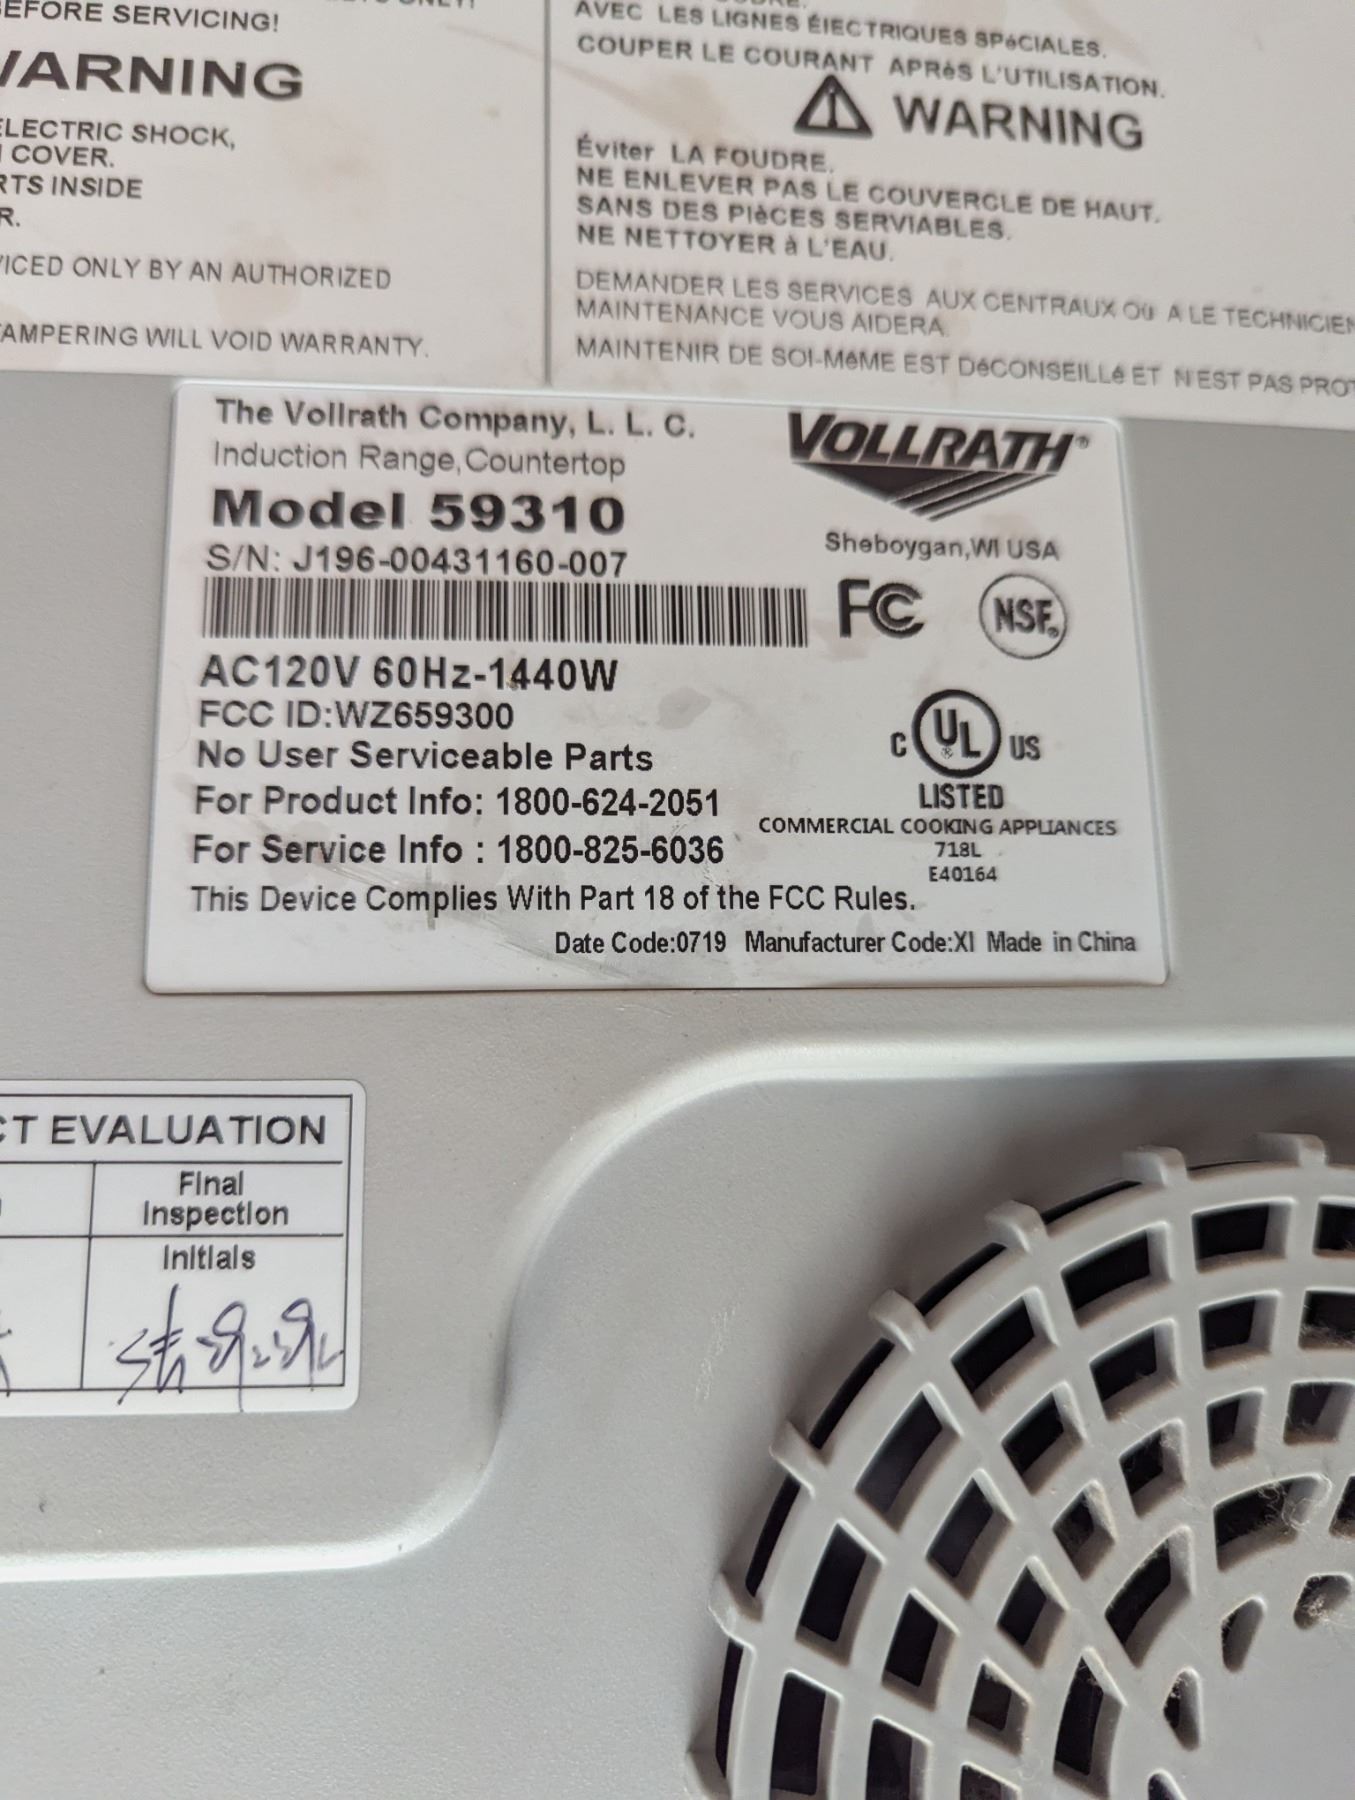 BEFORE SERVICING!
WARNING
ELECTRIC SHOCK,
COVER.
RTS INSIDE
R.
VICED ONLY BY AN AUTHORIZED
TAMPERING WILL VOID WARRANTY.
AVEC LES LIGNES ÉlECTRIQUES SPéCIALES.
COUPER LE COURANT APRèS L'UTILISATION.
WARNING
Éviter LA FOUDRE.
NE ENLEVER PAS LE COUVERCLE DE HAUT.
SANS DES PIèCES SERVIABLES.
NE NETTOYER à L'EAU.
DEMANDER LES SERVICES AUX CENTRAUX Où A LE TECHNICIEN
MAINTENANCE VOUS AIDERA.
MAINTENIR DE SOI-MêME EST DéCONSEILLé ET N'EST PAS PROT
The Vollrath Company, L. L. C.
Induction Range,Countertop
Model 59310
S/N: J196-00431160-007
AC120V 60Hz-1440W
FCC ID:WZ659300
No User Serviceable Parts
For Product Info: 1800-624-2051
For Service Info : 1800-825-6036
This Device Complies With Part 18 of the FCC Rules.
Date Code:0719 Manufacturer Code:XI Made in China
VOLLRATH®
Sheboygan,WI USA
FC NSF®
C UL® US
LISTED
COMMERCIAL COOKING APPLIANCES
718L
E40164
CT EVALUATION
Final
Inspection
Initials